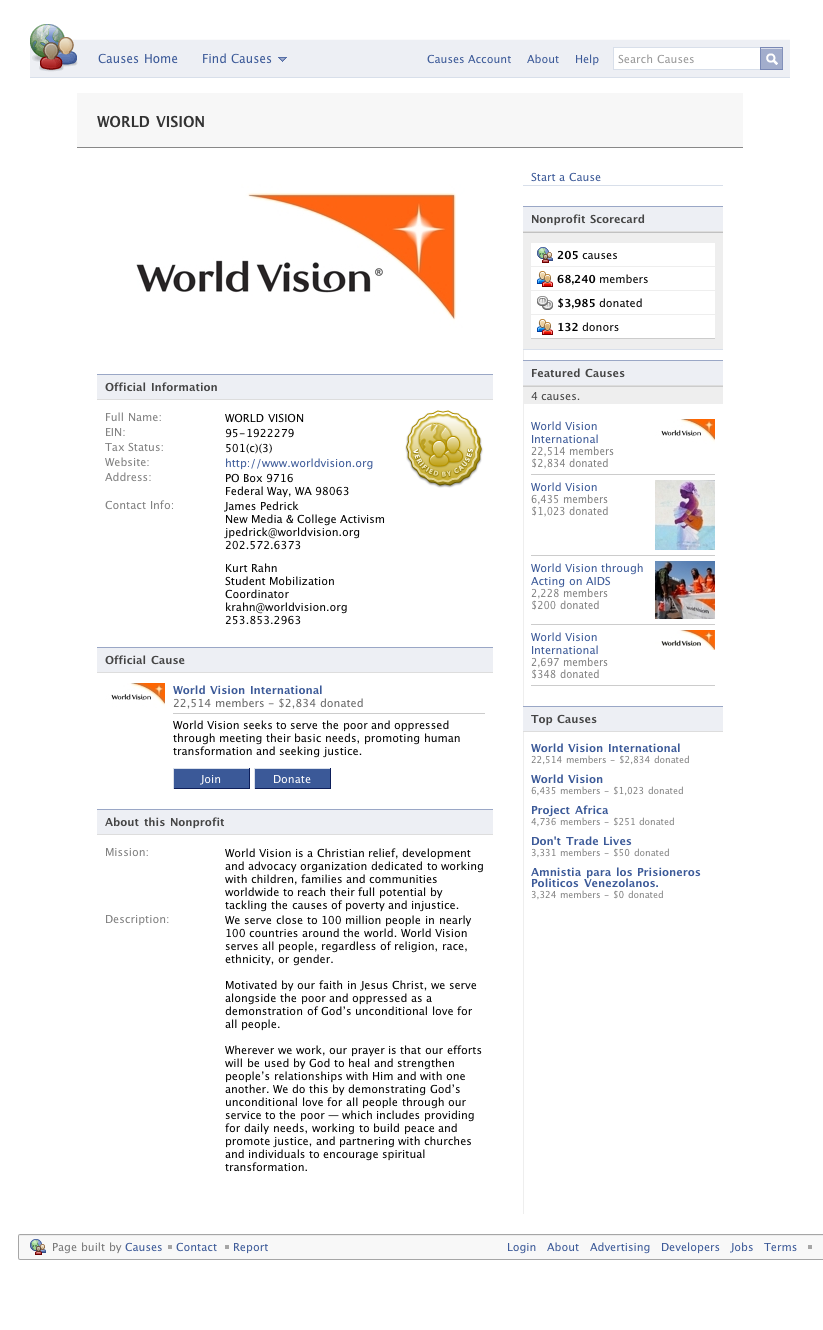 Causes Home
Find Causes
Causes Account
About
Help
Search Causes
WORLD VISION
World Vision®
Official Information
Full Name: WORLD VISION
EIN: 95-1922279
Tax Status: 501(c)(3)
Website: http://www.worldvision.org
Address: PO Box 9716
Federal Way, WA 98063
Contact Info: James Pedrick
New Media & College Activism
jpedrick@worldvision.org
202.572.6373
Kurt Rahn
Student Mobilization
Coordinator
krahn@worldvision.org
253.853.2963
VERIFIED BY CAUSES
Official Cause
World Vision
World Vision International
22,514 members - $2,834 donated
World Vision seeks to serve the poor and oppressed
through meeting their basic needs, promoting human
transformation and seeking justice.
Join
Donate
About this Nonprofit
Mission: World Vision is a Christian relief, development
and advocacy organization dedicated to working
with children, families and communities
worldwide to reach their full potential by
tackling the causes of poverty and injustice.
Description: We serve close to 100 million people in nearly
100 countries around the world. World Vision
serves all people, regardless of religion, race,
ethnicity, or gender.
Motivated by our faith in Jesus Christ, we serve
alongside the poor and oppressed as a
demonstration of God's unconditional love for
all people.
Wherever we work, our prayer is that our efforts
will be used by God to heal and strengthen
people's relationships with Him and with one
another. We do this by demonstrating God's
unconditional love for all people through our
service to the poor — which includes providing
for daily needs, working to build peace and
promote justice, and partnering with churches
and individuals to encourage spiritual
transformation.
Start a Cause
Nonprofit Scorecard
205 causes
68,240 members
$3,985 donated
132 donors
Featured Causes
4 causes.
World Vision
International
22,514 members
$2,834 donated
World Vision
World Vision
6,435 members
$1,023 donated
World Vision through
Acting on AIDS
2,228 members
$200 donated
World Vision
World Vision
International
2,697 members
$348 donated
World Vision
Top Causes
World Vision International
22,514 members - $2,834 donated
World Vision
6,435 members - $1,023 donated
Project Africa
4,736 members - $251 donated
Don't Trade Lives
3,331 members - $50 donated
Amnistia para los Prisioneros
Politicos Venezolanos.
3,324 members - $0 donated
Page built by Causes
Contact
Report
Login
About
Advertising
Developers
Jobs
Terms